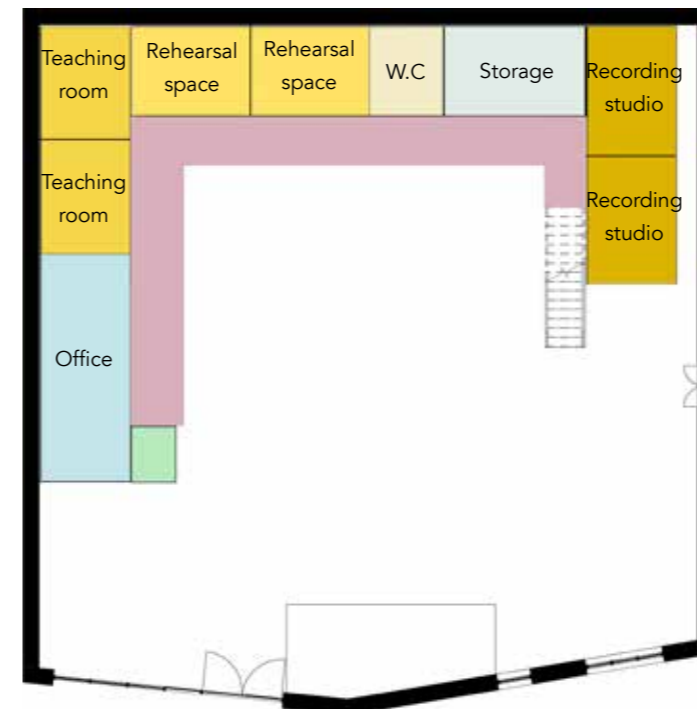 Teaching
room
Rehearsal
space
Rehearsal
space
W.C
Storage
Recording
studio
Teaching
room
Recording
studio
Office